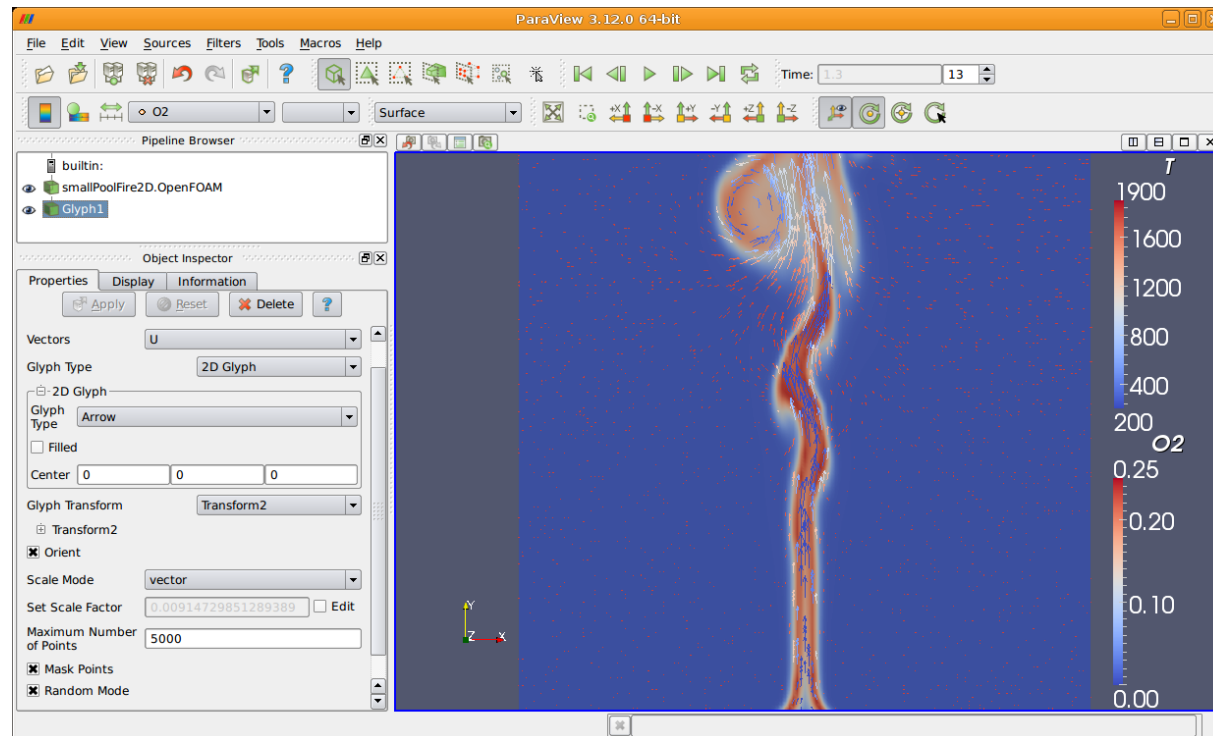 ParaView 3.12.0 64-bit
File Edit View Sources Filters Tools Macros Help
? Time: 1.3 13
O2 Surface +X -X +Y -Y +Z -Z
Pipeline Browser
builtin:
smallPoolFire2D.OpenFOAM
Glyph1
Object Inspector
Properties Display Information
Apply Reset Delete ?
Vectors U
Glyph Type 2D Glyph
2D Glyph
Glyph Type Arrow
Filled
Center 0 0 0
Glyph Transform Transform2
Transform2
Orient
Scale Mode vector
Set Scale Factor 0.00914729851289389 Edit
Maximum Number of Points 5000
Mask Points
Random Mode
T
1900
1600
1200
800
400
200
O2
0.25
0.20
0.10
0.00
Y
Z X